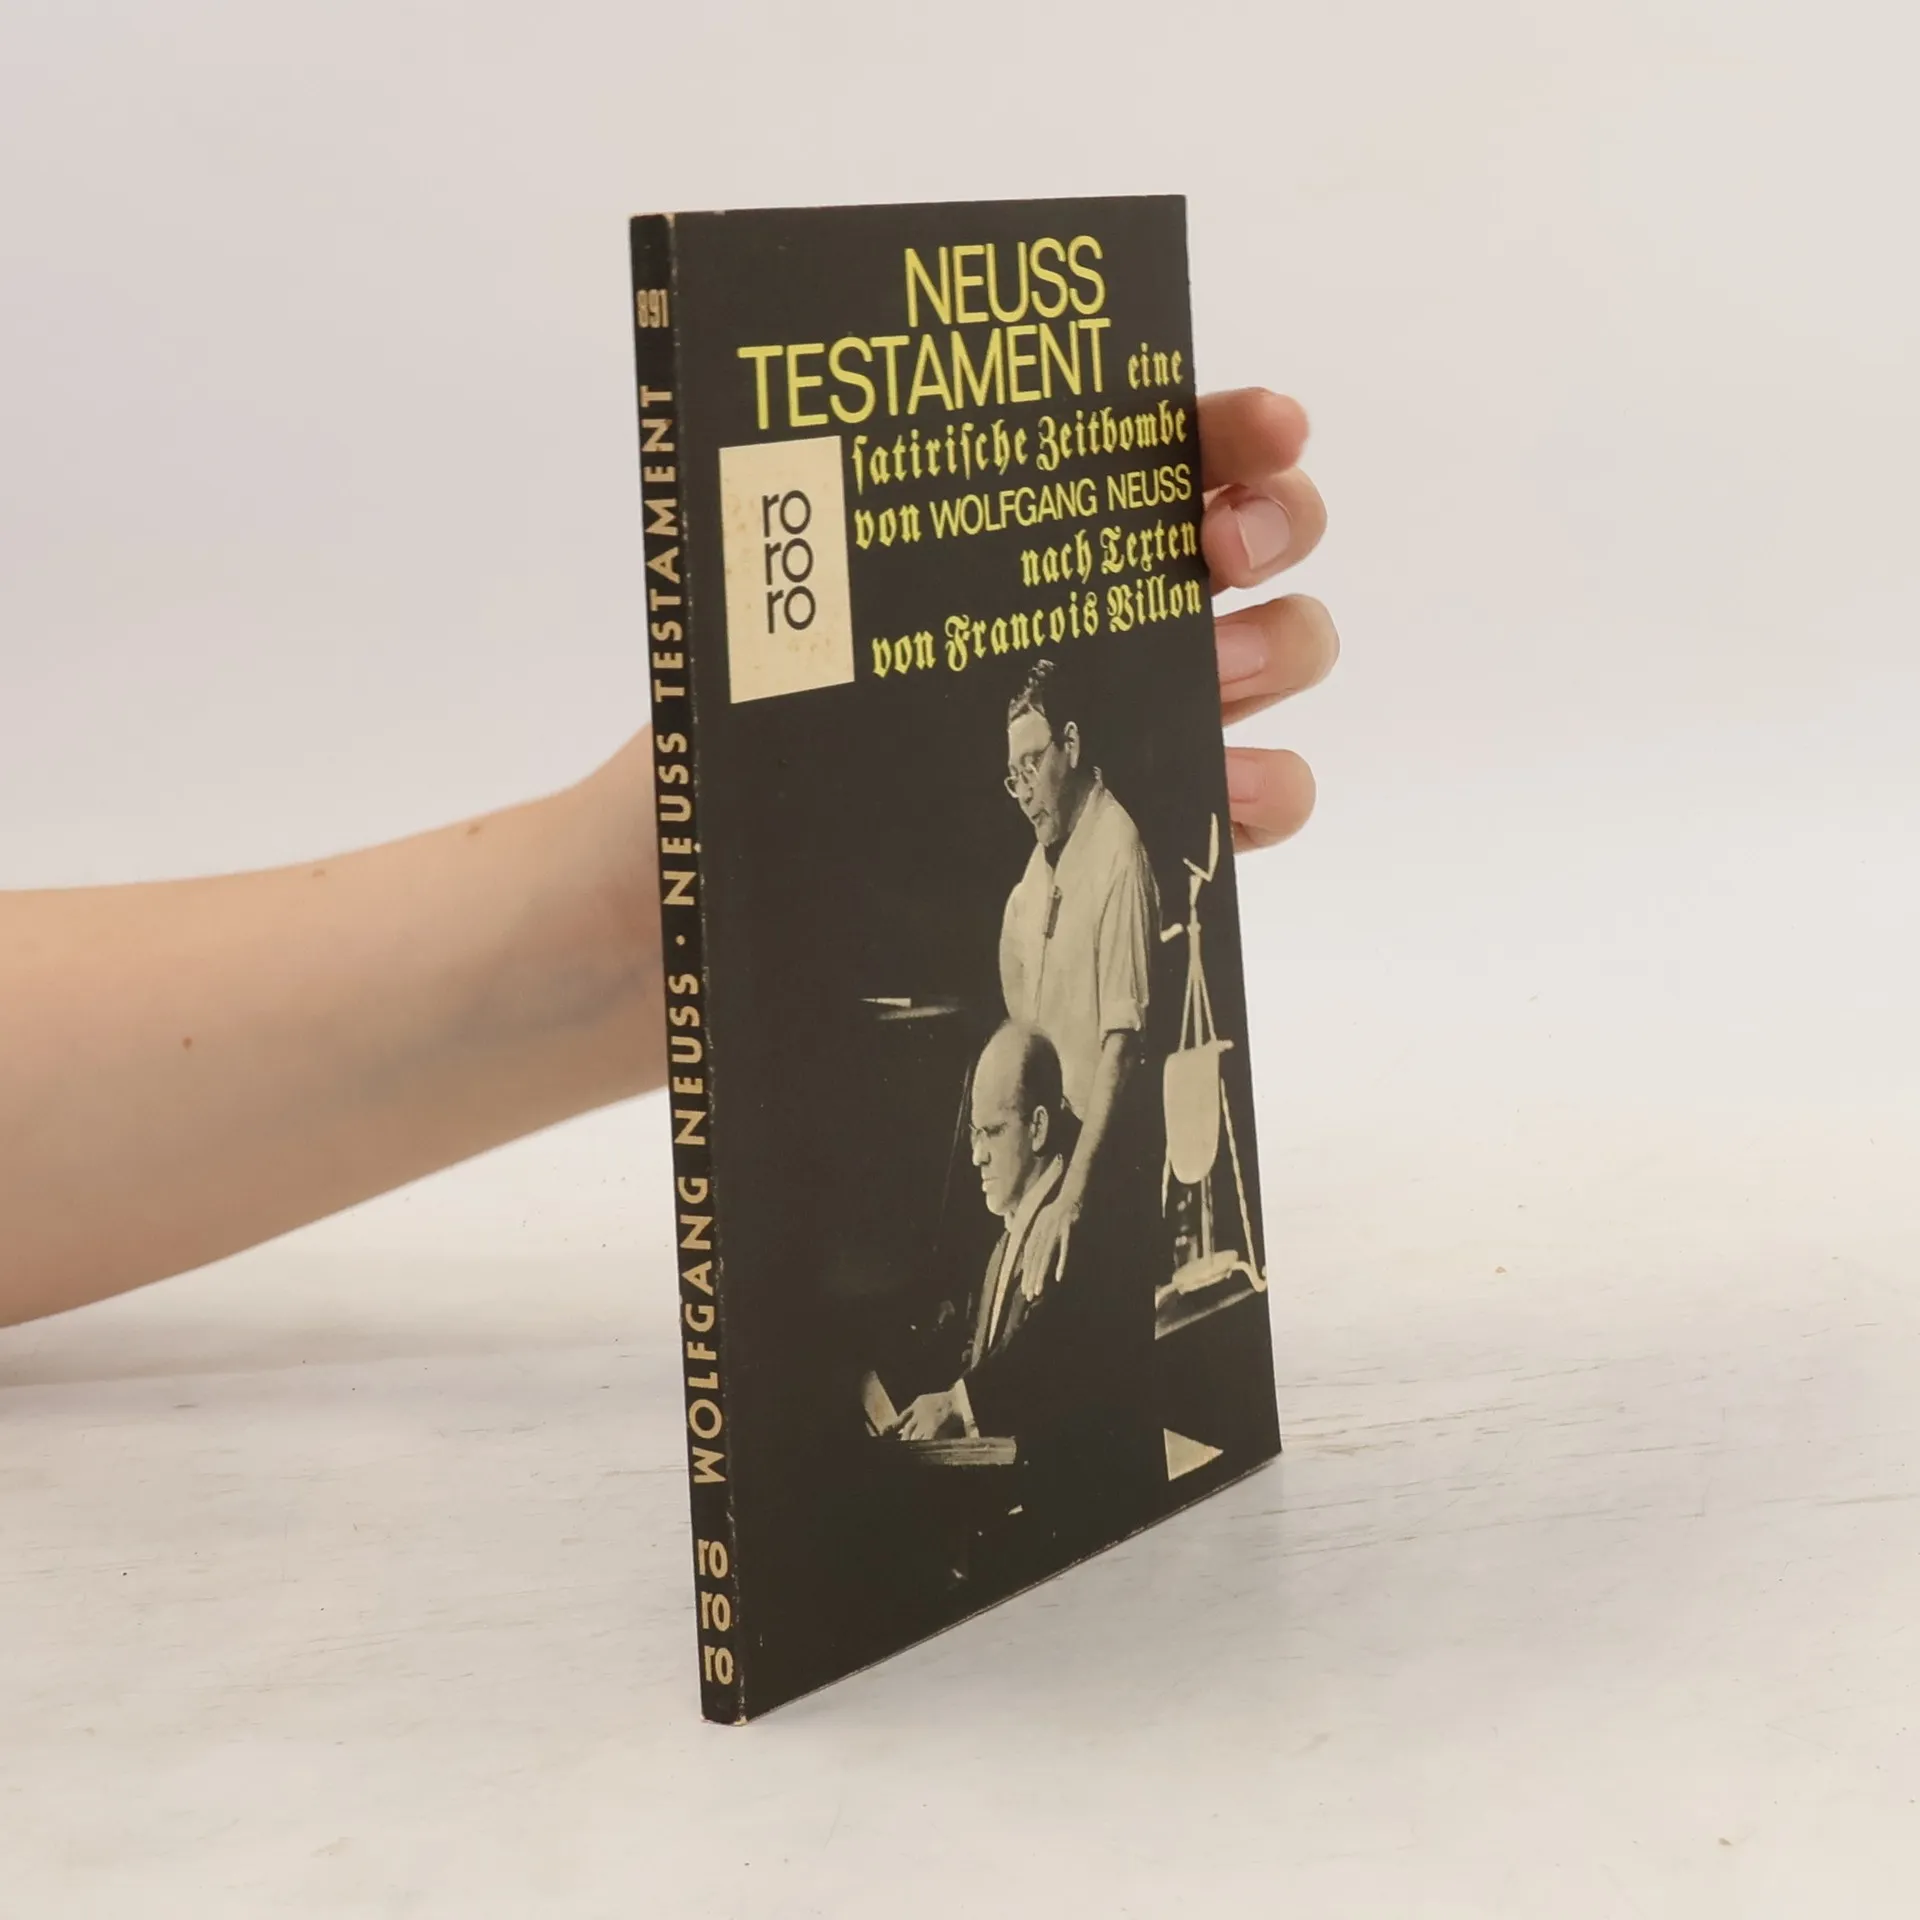 NEUSS
TESTAMENT eine
ſatiriſche Zeitbombe
von WOLFGANG NEUSS
nach Texten
von Francois Villon
ro
ro
ro
891
WOLFGANG NEUSS · NEUSS TESTAMENT
ro
ro
ro